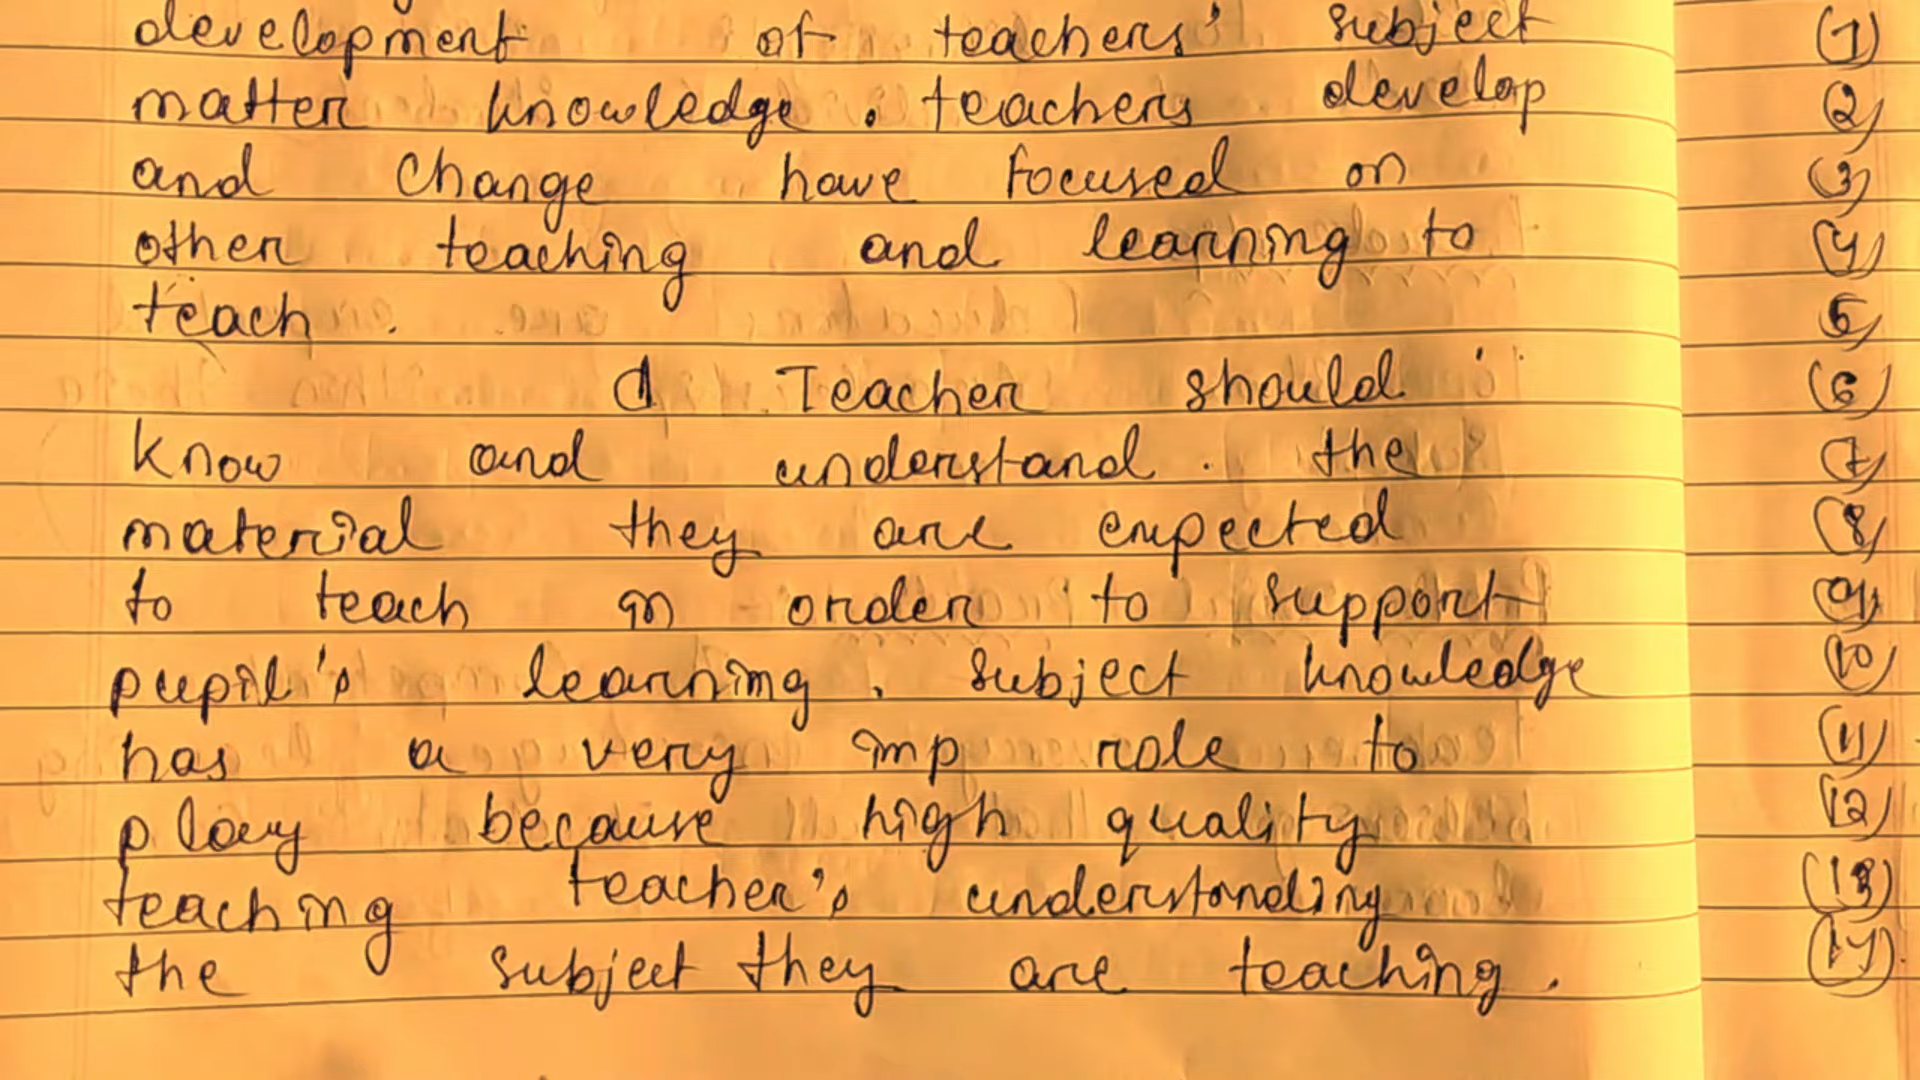 development of teachers' subject (1)
matter knowledge. teachers develop (2)
and change have focused on (3)
other teaching and learning to (4)
teach. 5
A Teacher should (6)
know and understand the (7)
material they are expected (8)
to teach in order to support (9)
pupil's learning. subject knowledge (10)
has a very imp role to (11)
play because high quality (12)
teaching teacher's understanding (13)
the subject they are teaching. (14)